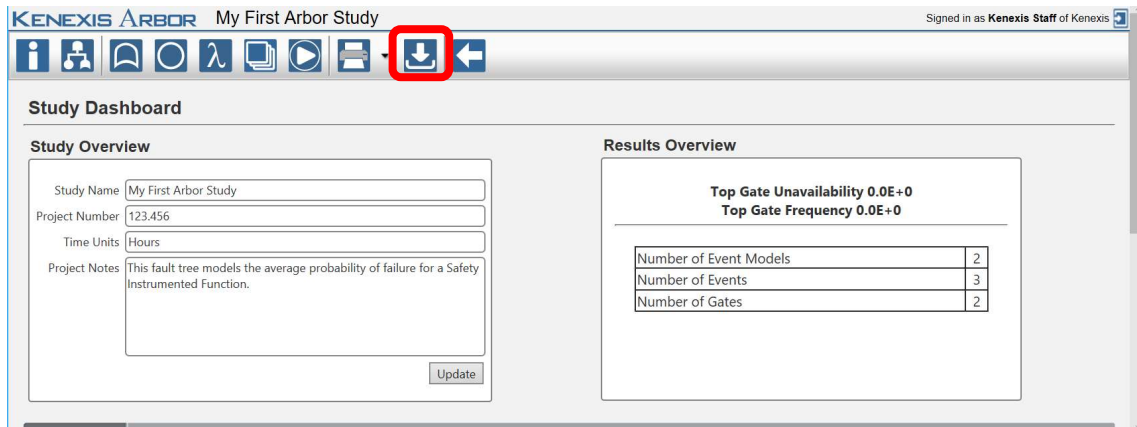 KENEXIS ARBOR My First Arbor Study Signed in as Kenexis Staff of Kenexis
i λ
Study Dashboard
Study Overview
Study Name My First Arbor Study
Project Number 123.456
Time Units Hours
Project Notes This fault tree models the average probability of failure for a Safety
Instrumented Function.
Update
Results Overview
Top Gate Unavailability 0.0E+0
Top Gate Frequency 0.0E+0
Number of Event Models 2
Number of Events 3
Number of Gates 2